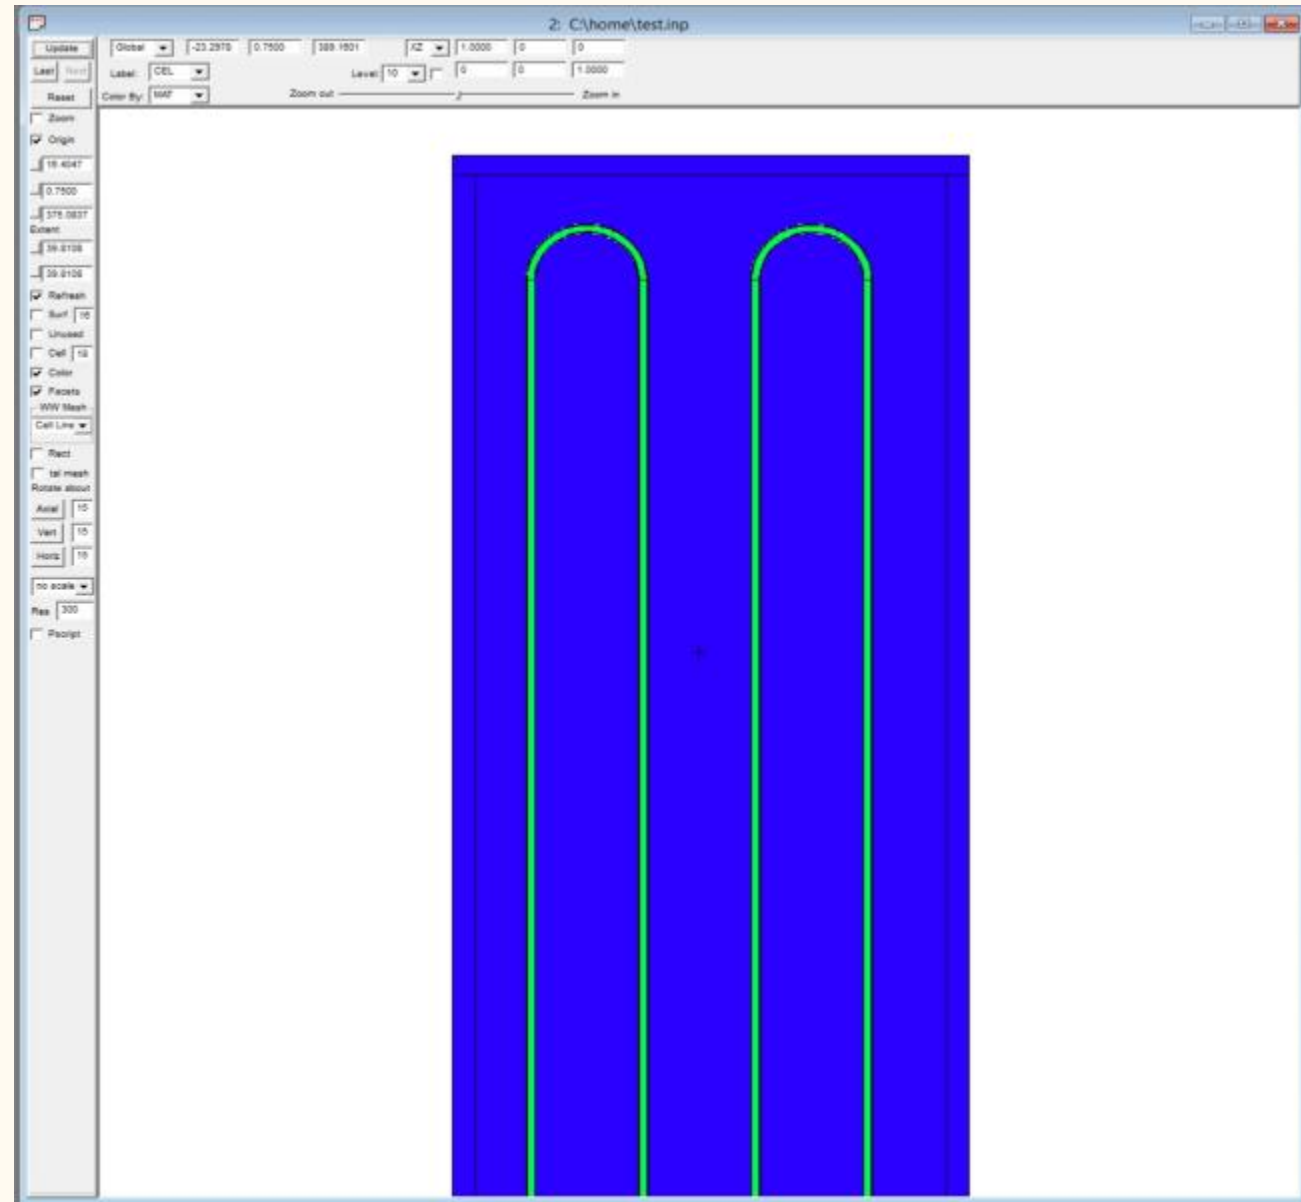 2: C:\home\test.inp
Update Global -23.2978 0.7500 389.1501 XZ 1.0000 0 0
Last Next Label: CEL Level: 10 0 0 1.0000
Reset Color By: MAT Zoom out Zoom in
Zoom
Origin
0.7500
Extent
Refresh
Surf
Unused
Cell
Color
Facets
WW Mesh
Cell Line
Rect
tal mesh
Rotate about
Axial 15
Vert 15
Horiz 15
no scale
Res 300
Pscript